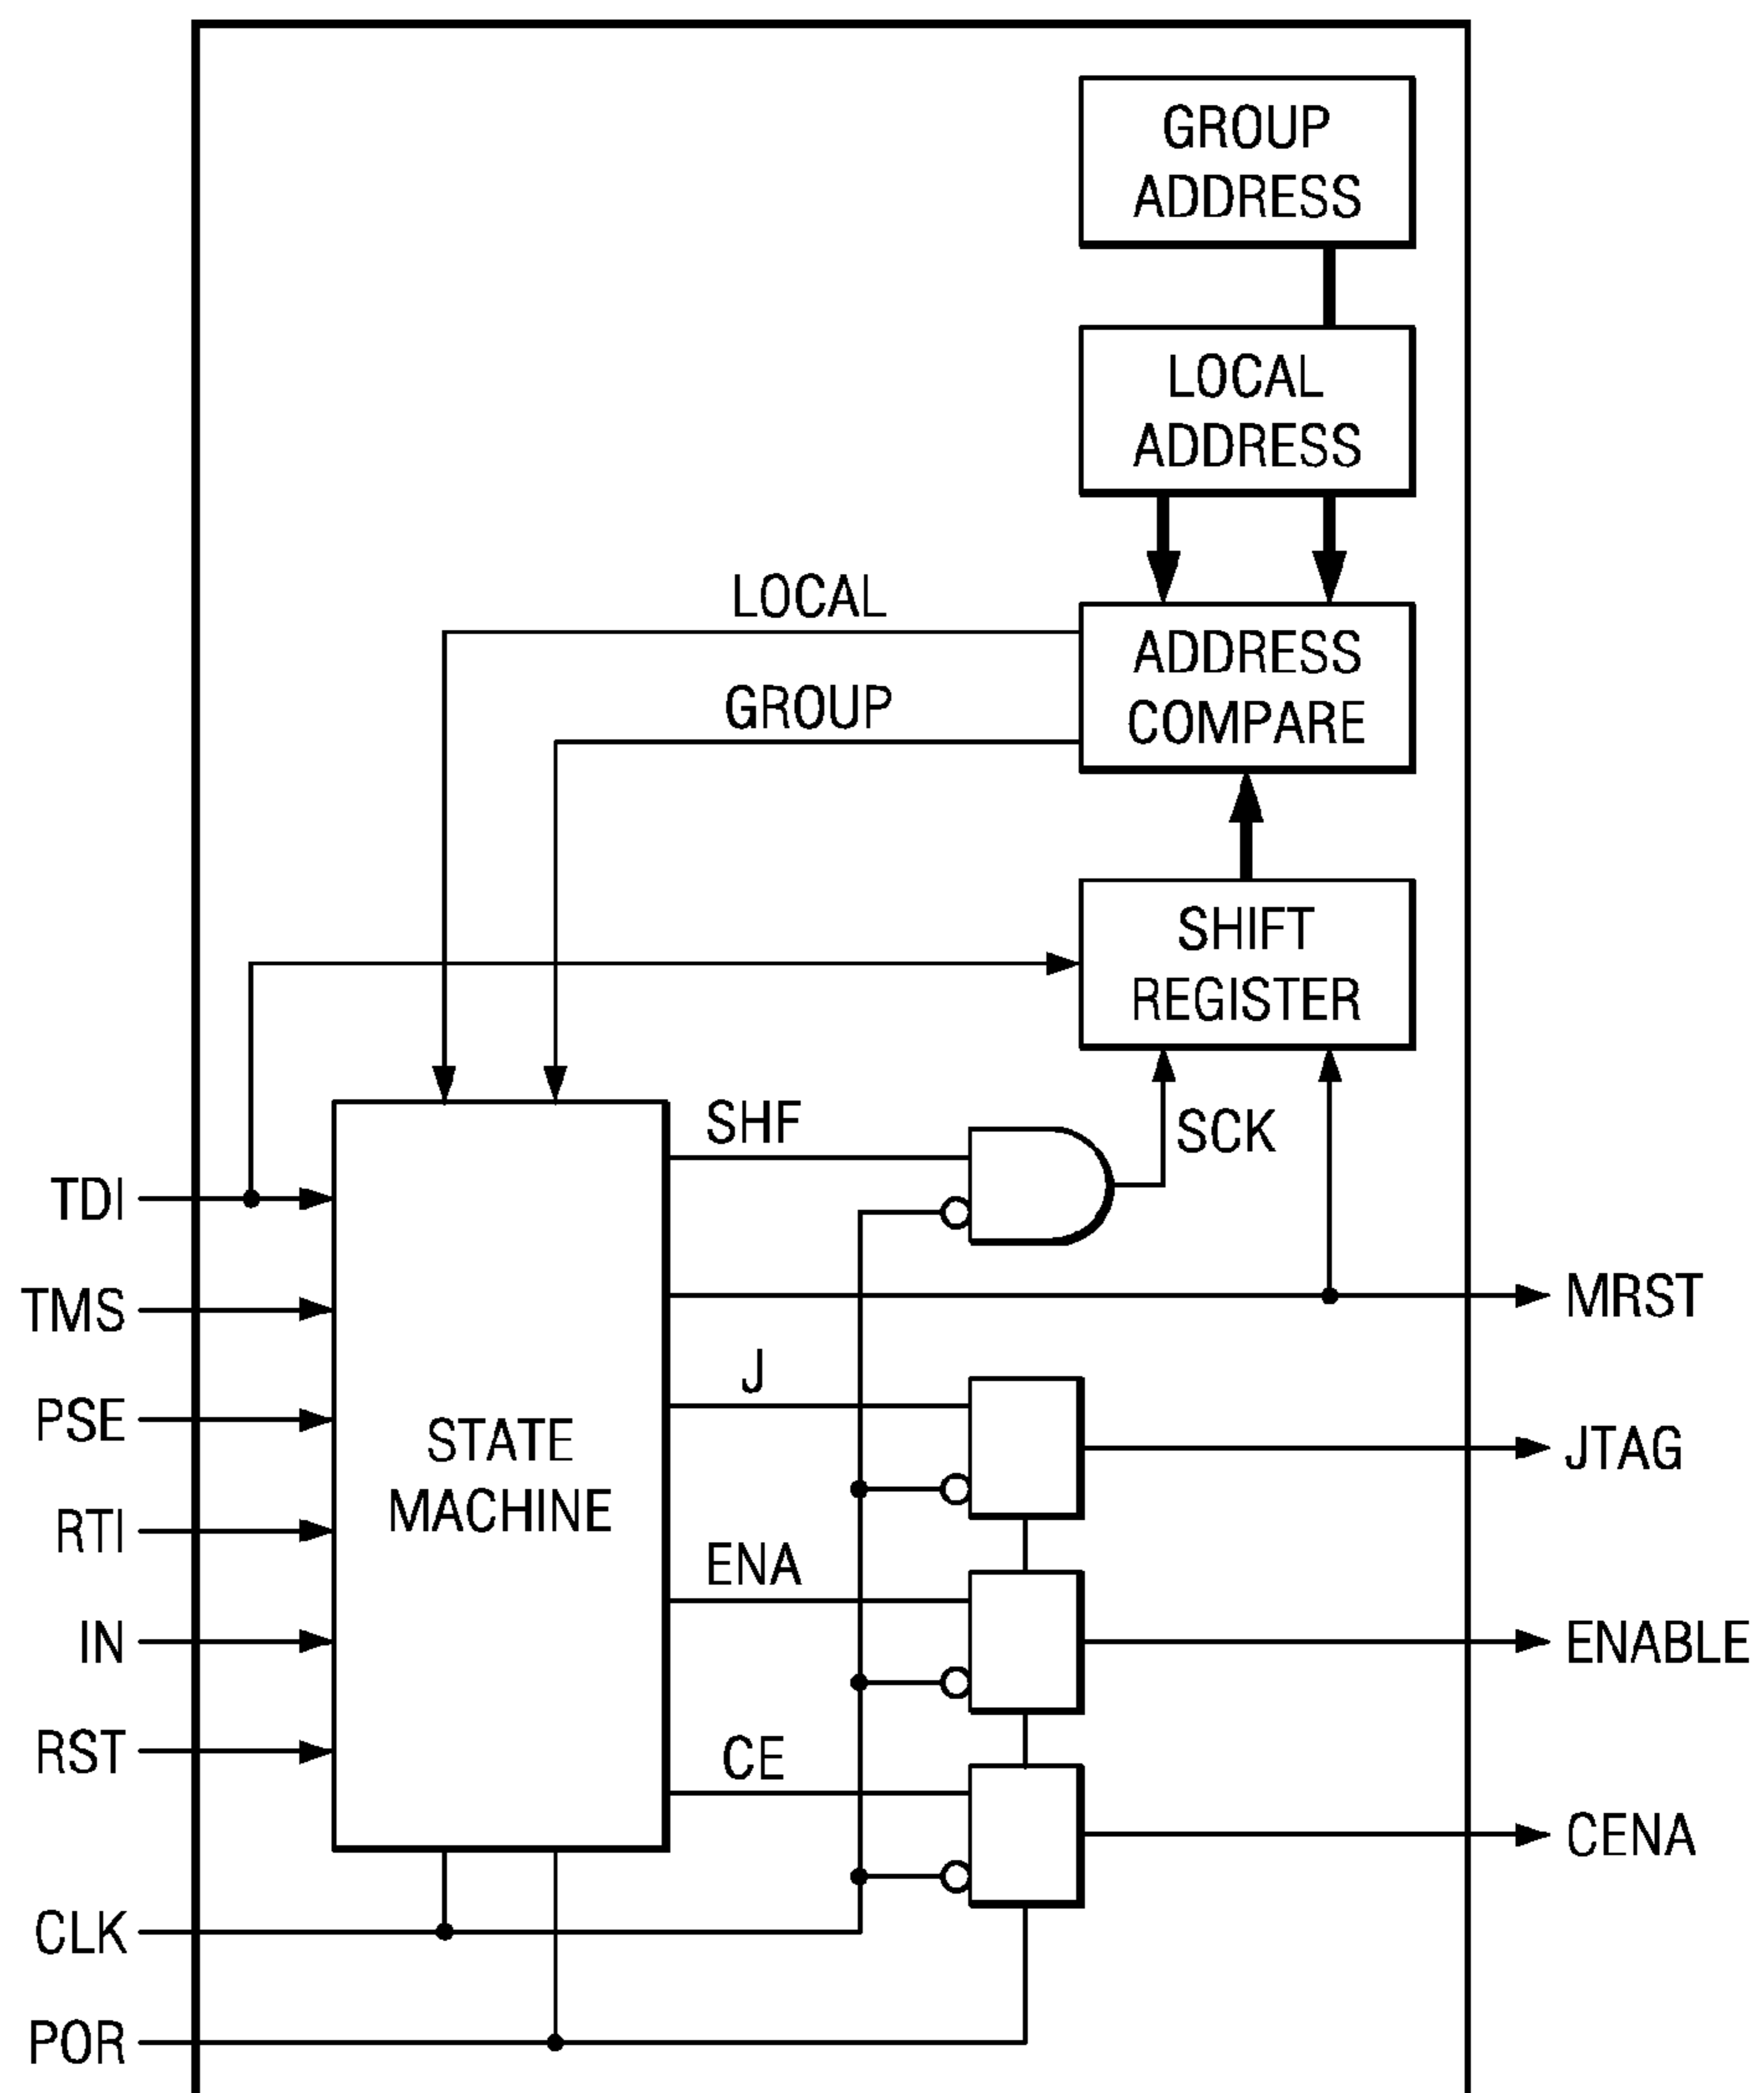 GROUP
ADDRESS
LOCAL
ADDRESS
LOCAL
ADDRESS
COMPARE
GROUP
SHIFT
REGISTER
SHF
SCK
TDI
TMS
MRST
J
PSE
STATE
MACHINE
JTAG
RTI
ENA
IN
ENABLE
RST
CE
CENA
CLK
POR